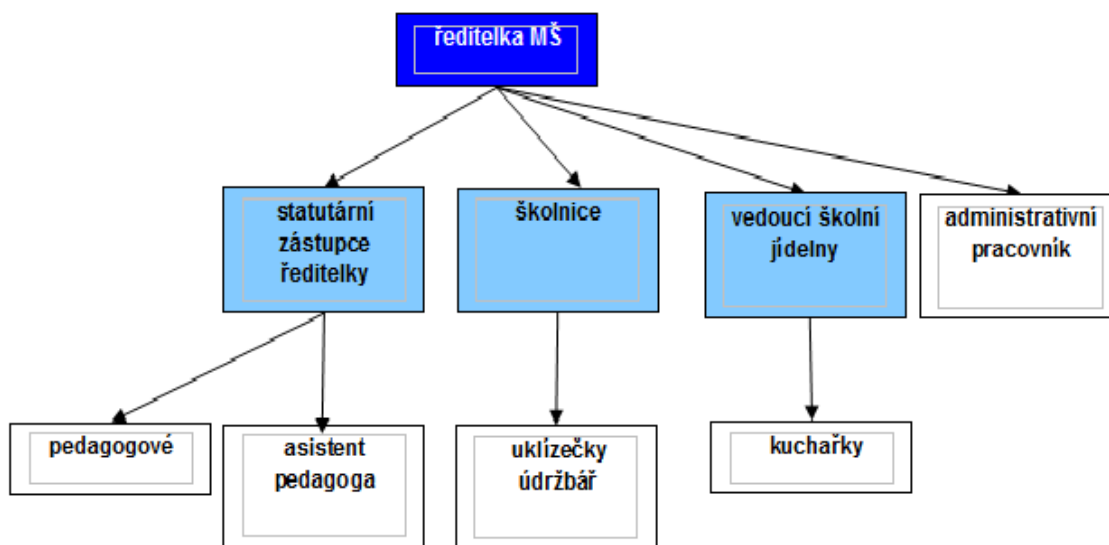 ředitelka MŠ
statutární
zástupce
ředitelky
školnice
vedoucí školní
jídelny
administrativní
pracovník
pedagogové
asistent
pedagoga
uklízečky
údržbář
kuchařky